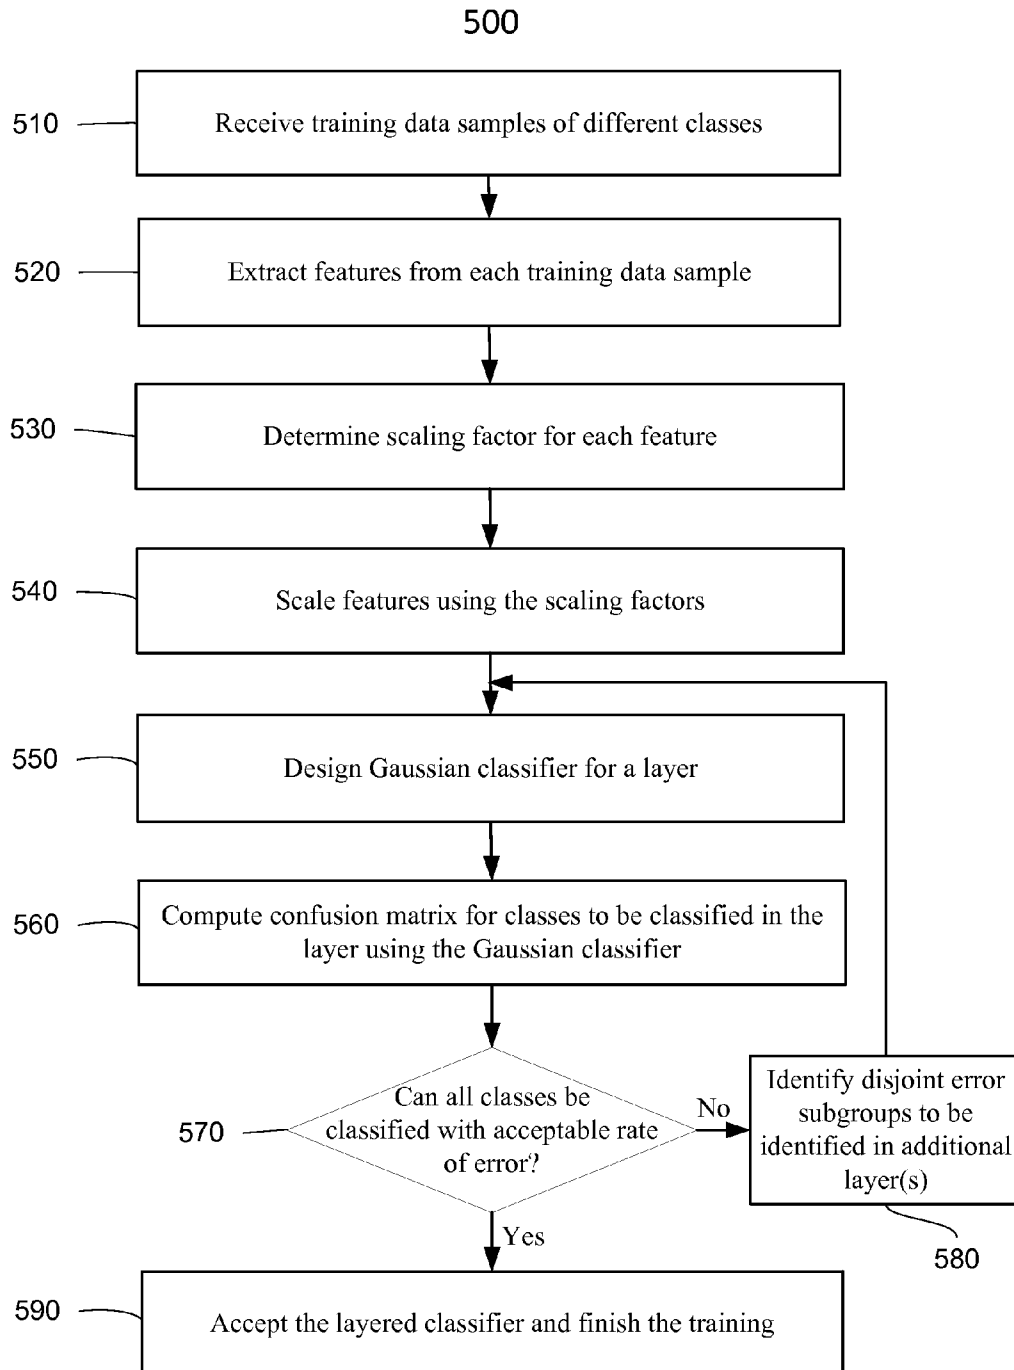 500
510
Receive training data samples of different classes
520
Extract features from each training data sample
530
Determine scaling factor for each feature
540
Scale features using the scaling factors
550
Design Gaussian classifier for a layer
560
Compute confusion matrix for classes to be classified in the
layer using the Gaussian classifier
570
Can all classes be
classified with acceptable rate
of error?
No
Identify disjoint error
subgroups to be
identified in additional
layer(s)
580
Yes
590
Accept the layered classifier and finish the training